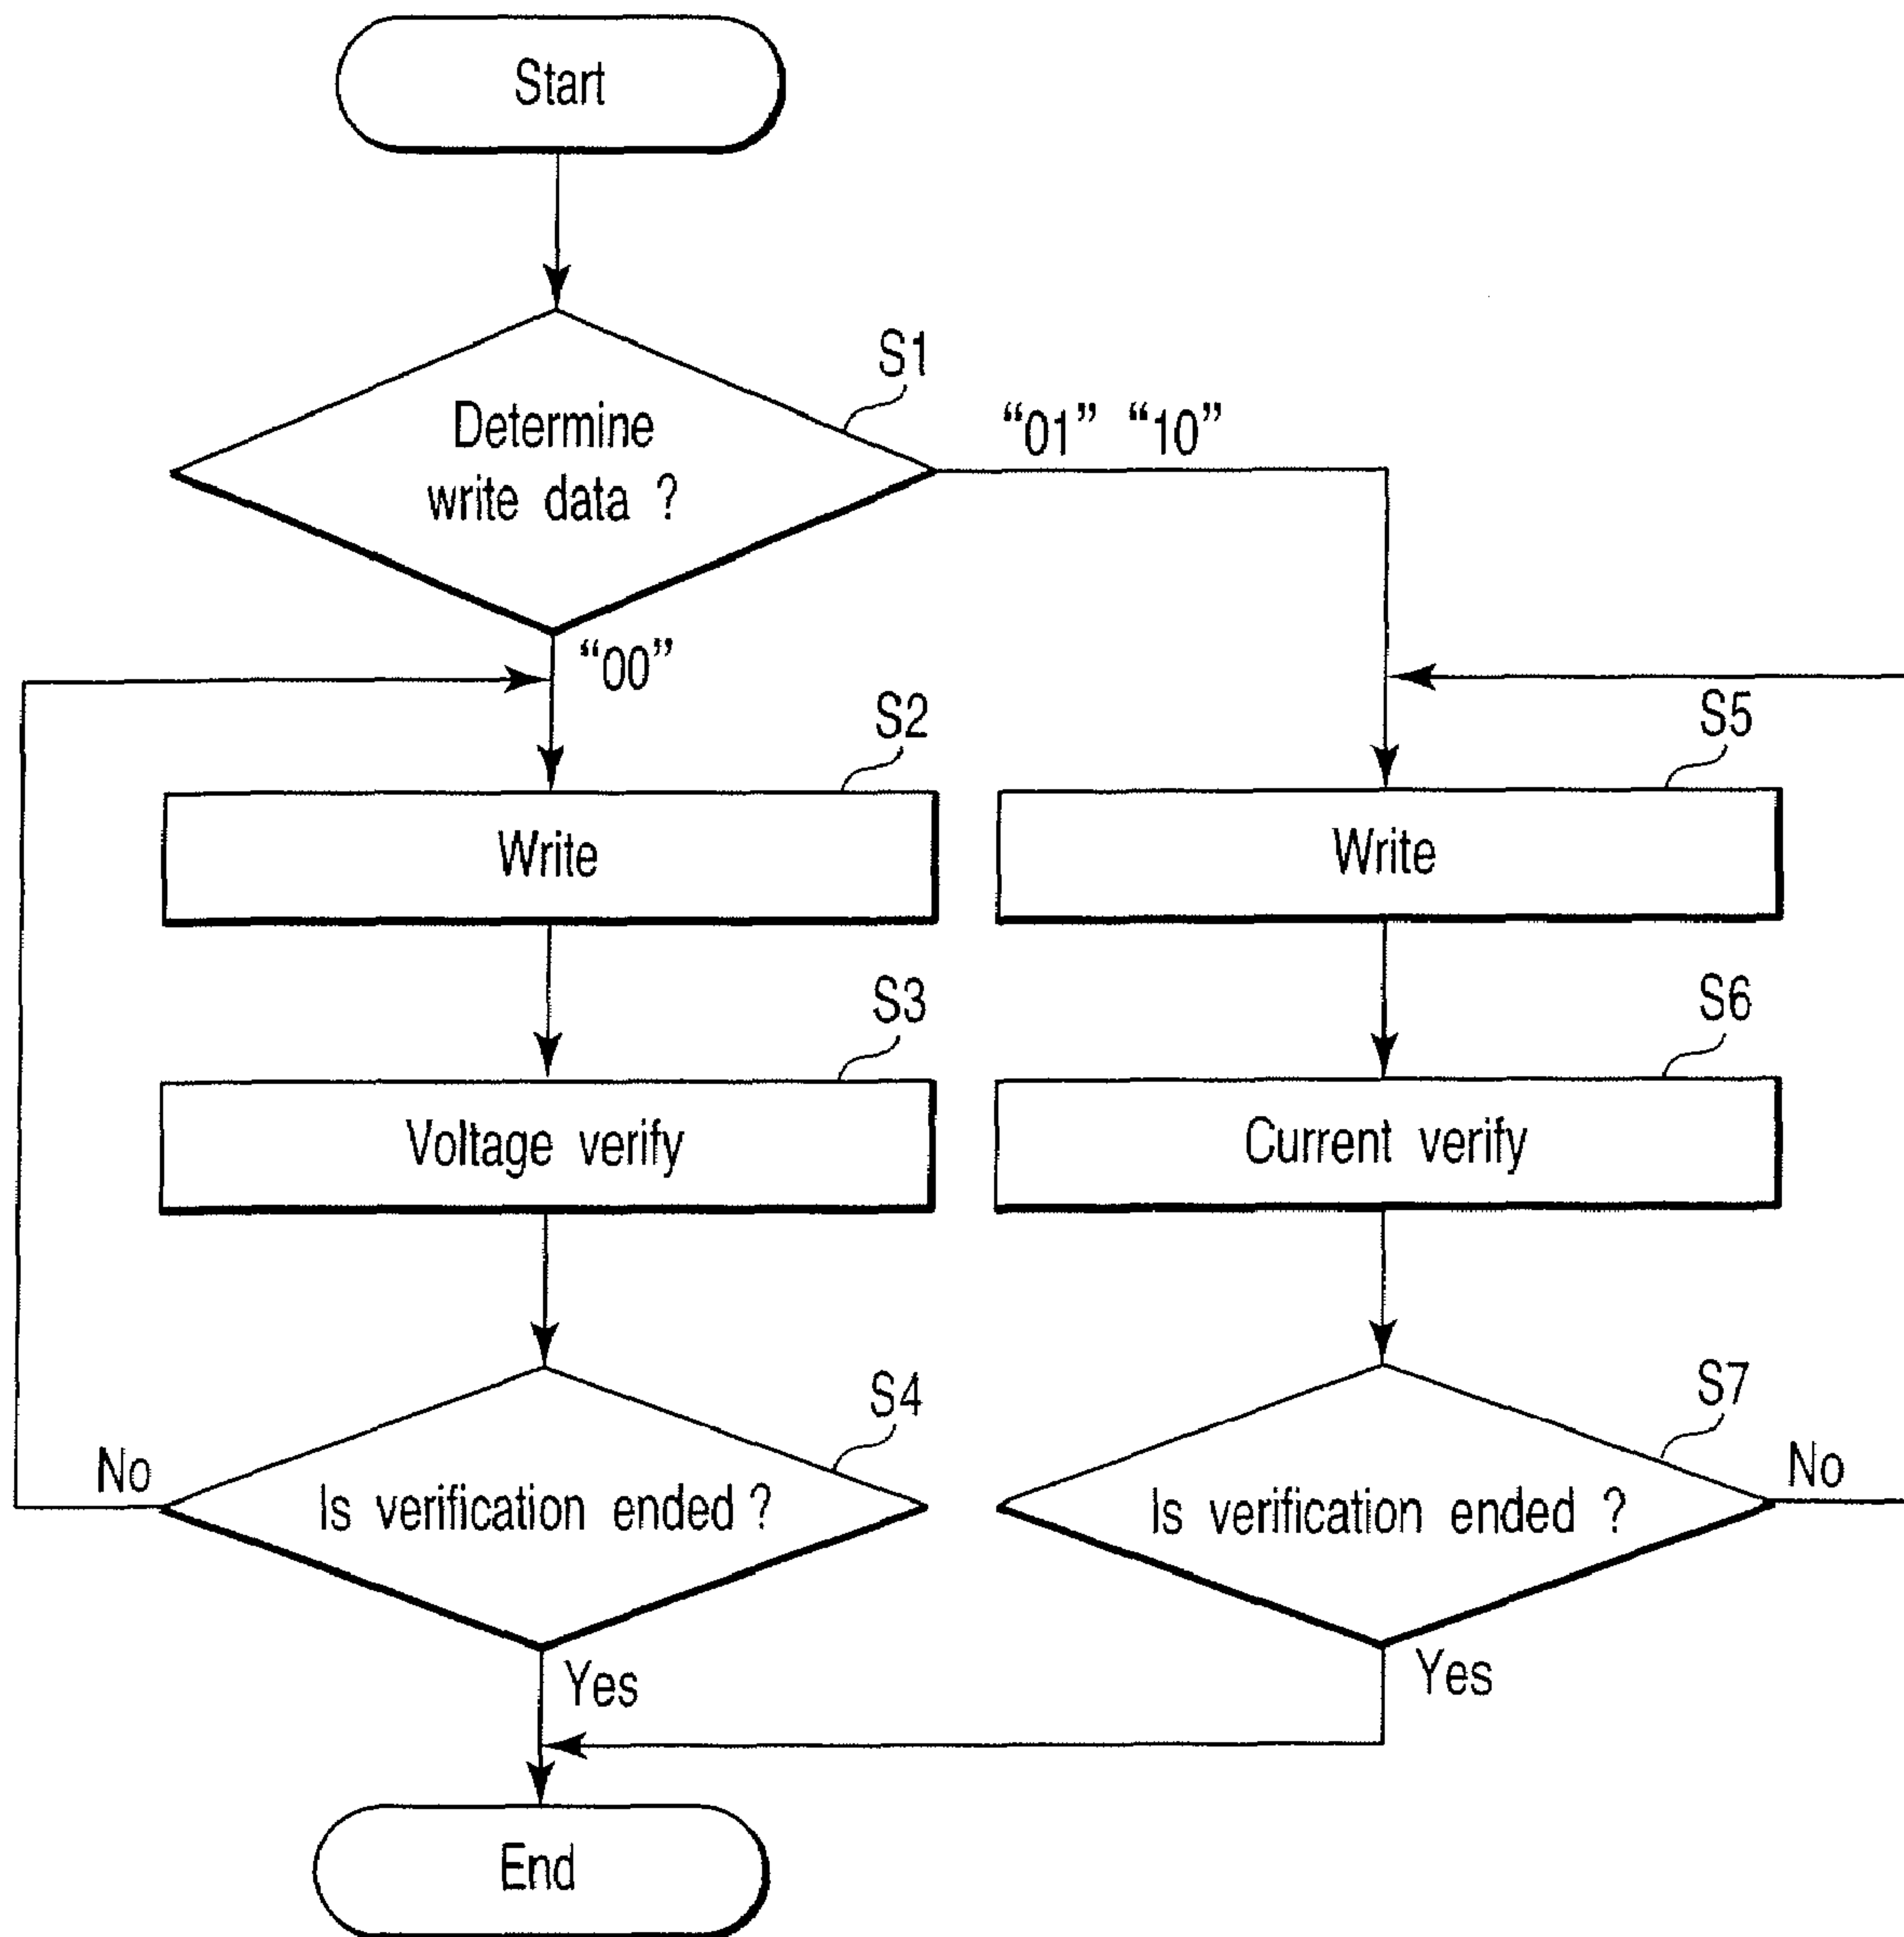 Start
S1
Determine
write data ?
“01” “10”
“00”
S2
Write
S5
Write
S3
Voltage verify
S6
Current verify
S4
Is verification ended ?
No
Yes
S7
Is verification ended ?
No
Yes
End